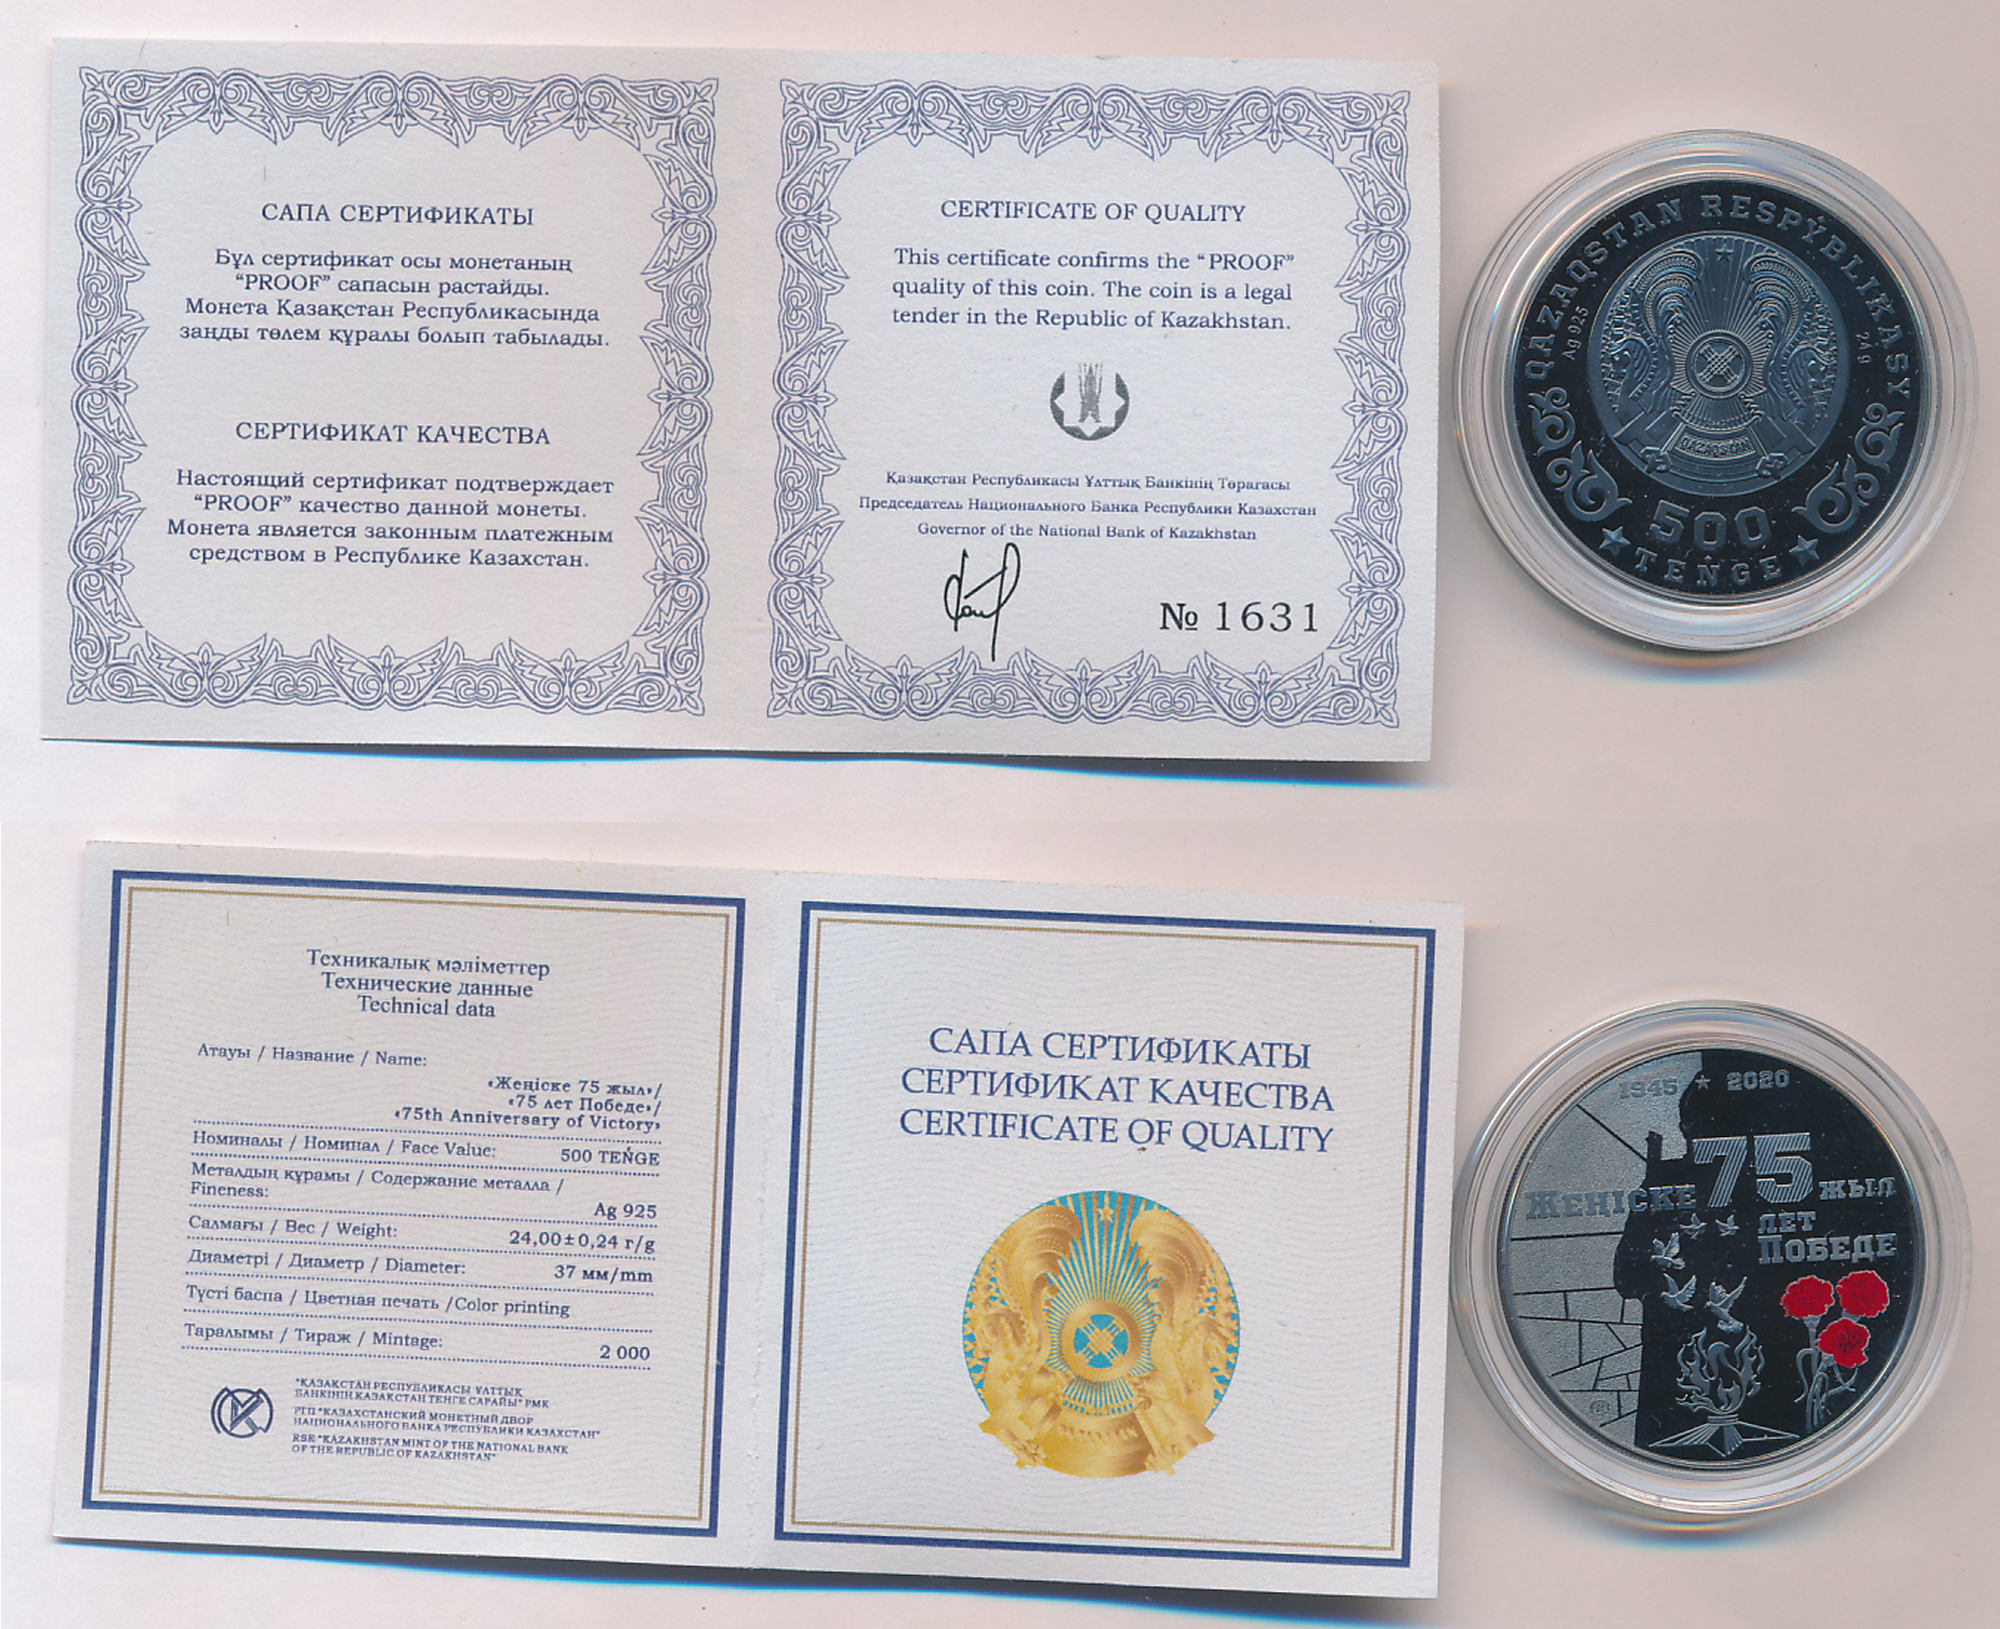 САПА СЕРТИФИКАТЫ
Бұл сертификат осы монетаның
“PROOF” сапасын растайды.
Монета Қазақстан Республикасында
заңды төлем құралы болып табылады.
СЕРТИФИКАТ КАЧЕСТВА
Настоящий сертификат подтверждает
“PROOF” качество данной монеты.
Монета является законным платежным
средством в Республике Казахстан.
CERTIFICATE OF QUALITY
This certificate confirms the “PROOF”
quality of this coin. The coin is a legal
tender in the Republic of Kazakhstan.
Қазақстан Республикасы Ұлттық Банкінің Төрағасы
Председатель Национального Банка Республики Казахстан
Governor of the National Bank of Kazakhstan
№ 1631
QAZAQSTAN RESPÝBLIKASY
Ag 925
24 g
QAZAQSTAN
500
TEŃGE
Техникалық мәліметтер
Технические данные
Technical data
Атауы / Название / Name:
«Жеңіске 75 жыл»/
«75 лет Победе»/
«75th Anniversary of Victory»
Номиналы / Номинал / Face Value: 500 TEŃGE
Металдың құрамы / Содержание металла /
Fineness: Ag 925
Салмағы / Вес / Weight: 24,00±0,24 г/g
Диаметрі / Диаметр / Diameter: 37 мм/mm
Түсті баспа / Цветная печать /Color printing
Таралымы / Тираж / Mintage: 2 000
"ҚАЗАҚСТАН РЕСПУБЛИКАСЫ ҰЛТТЫҚ
БАНКІНІҢ ҚАЗАҚСТАН ТЕҢГЕ САРАЙЫ" РМК
РГП "КАЗАХСТАНСКИЙ МОНЕТНЫЙ ДВОР
НАЦИОНАЛЬНОГО БАНКА РЕСПУБЛИКИ КАЗАХСТАН"
RSE "KAZAKHSTAN MINT OF THE NATIONAL BANK
OF THE REPUBLIC OF KAZAKHSTAN"
САПА СЕРТИФИКАТЫ
СЕРТИФИКАТ КАЧЕСТВА
CERTIFICATE OF QUALITY
QAZAQSTAN
1945 ★ 2020
ЖЕҢІСКЕ 75 ЖЫЛ
ЛЕТ
ПОБЕДЕ